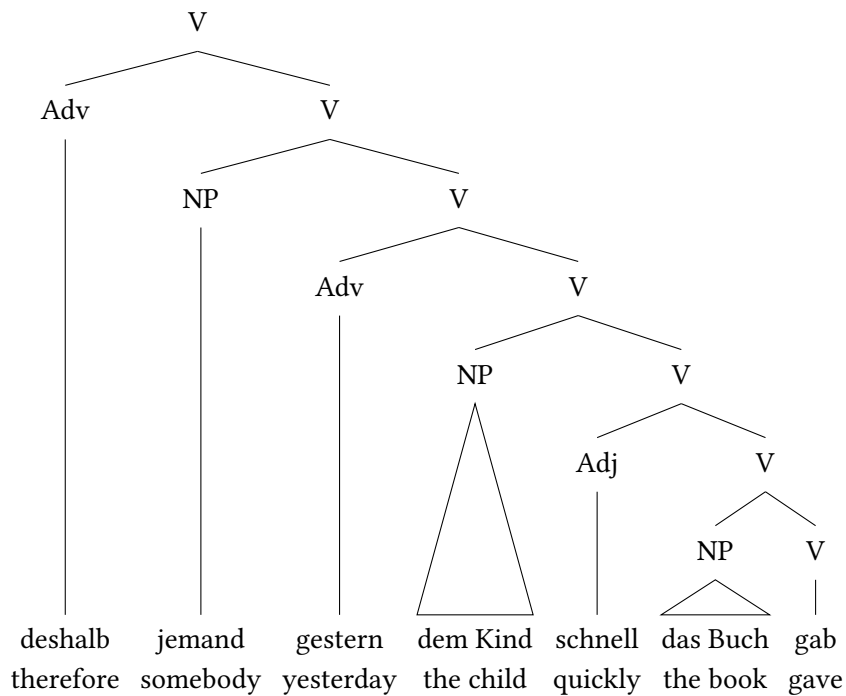 V
Adv V
NP V
Adv V
NP V
Adj V
NP V
deshalb jemand gestern dem Kind schnell das Buch gab
therefore somebody yesterday the child quickly the book gave